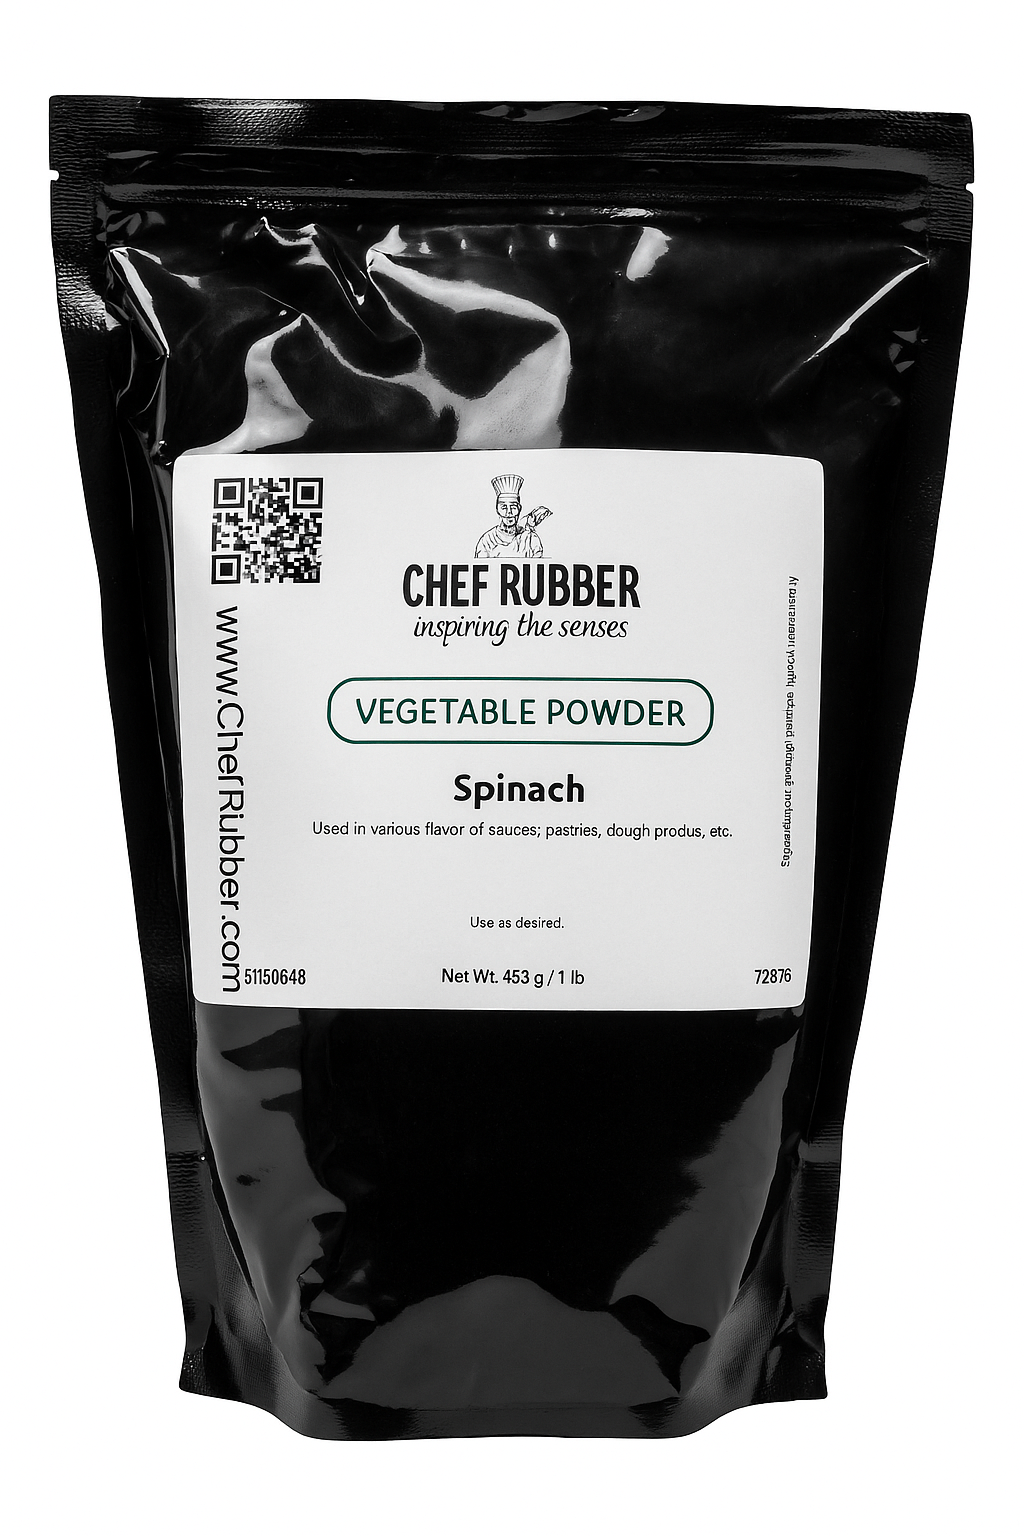 CHEF RUBBER
inspiring the senses
VEGETABLE POWDER
Spinach
Used in various flavor of sauces; pastries, dough produs, etc.
Use as desired.
51150648
Net Wt. 453 g / 1 lb
72876
www.ChefRubber.com